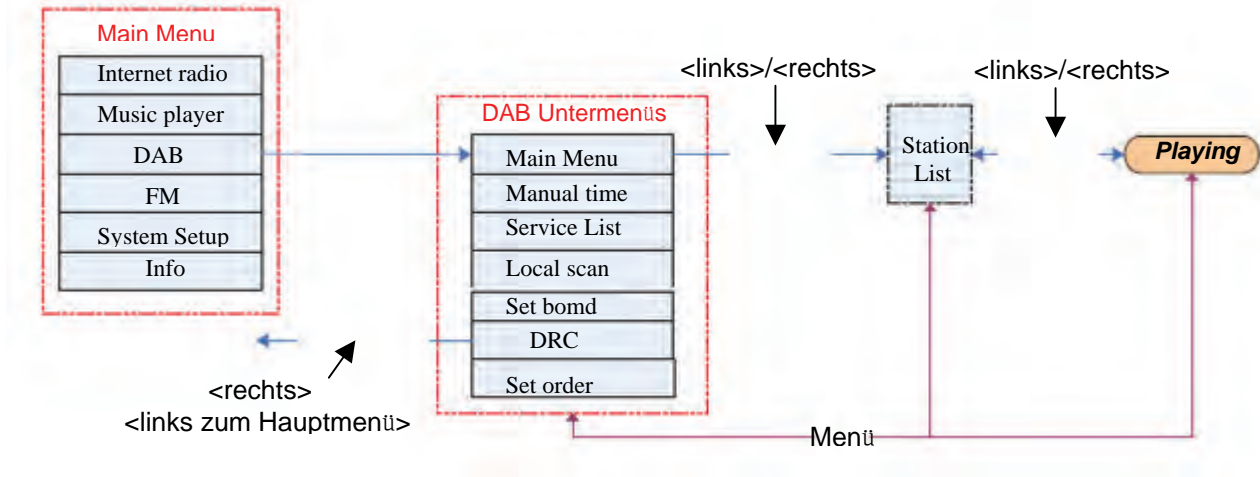 Main Menu
Internet radio
Music player
DAB
FM
System Setup
Info
<rechts>
<links zum Hauptmenü>
DAB Untermenüs
Main Menu
Manual time
Service List
Local scan
Set bomd
DRC
Set order
<links>/<rechts>
Station
List
<links>/<rechts>
Playing
Menü